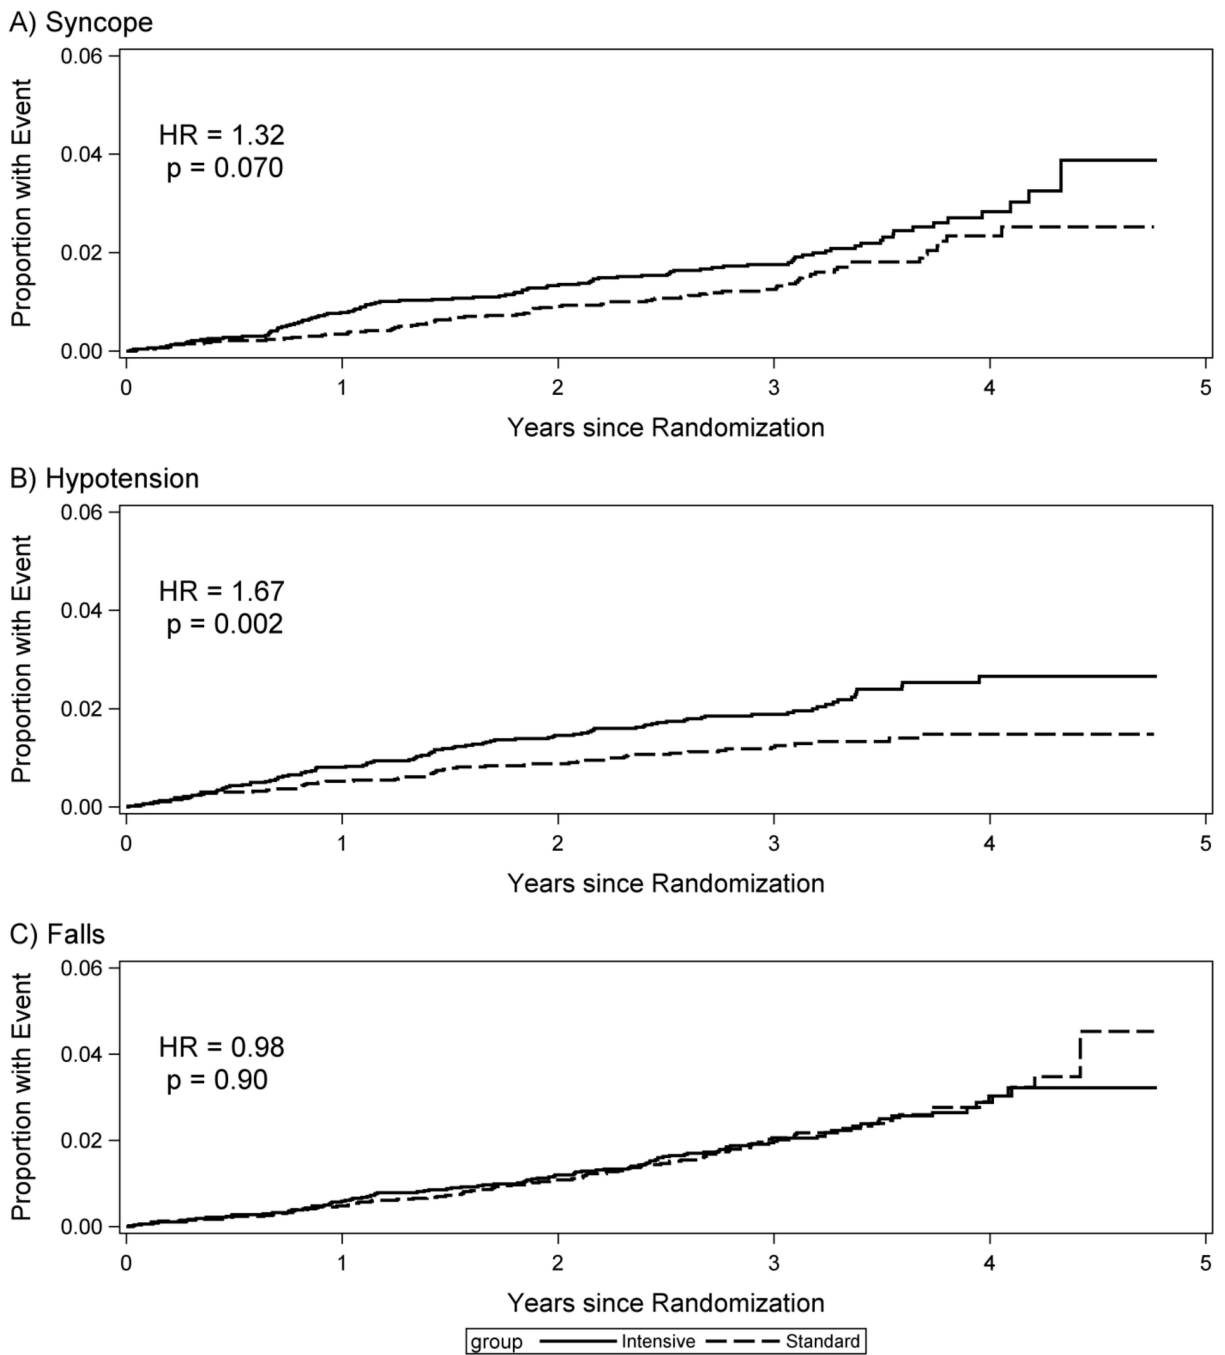 A) Syncope
0.06
0.04
0.02
0.00
Proportion with Event
HR = 1.32
p = 0.070
0 1 2 3 4 5
Years since Randomization
B) Hypotension
0.06
0.04
0.02
0.00
Proportion with Event
HR = 1.67
p = 0.002
0 1 2 3 4 5
Years since Randomization
C) Falls
0.06
0.04
0.02
0.00
Proportion with Event
HR = 0.98
p = 0.90
0 1 2 3 4 5
Years since Randomization
group Intensive Standard